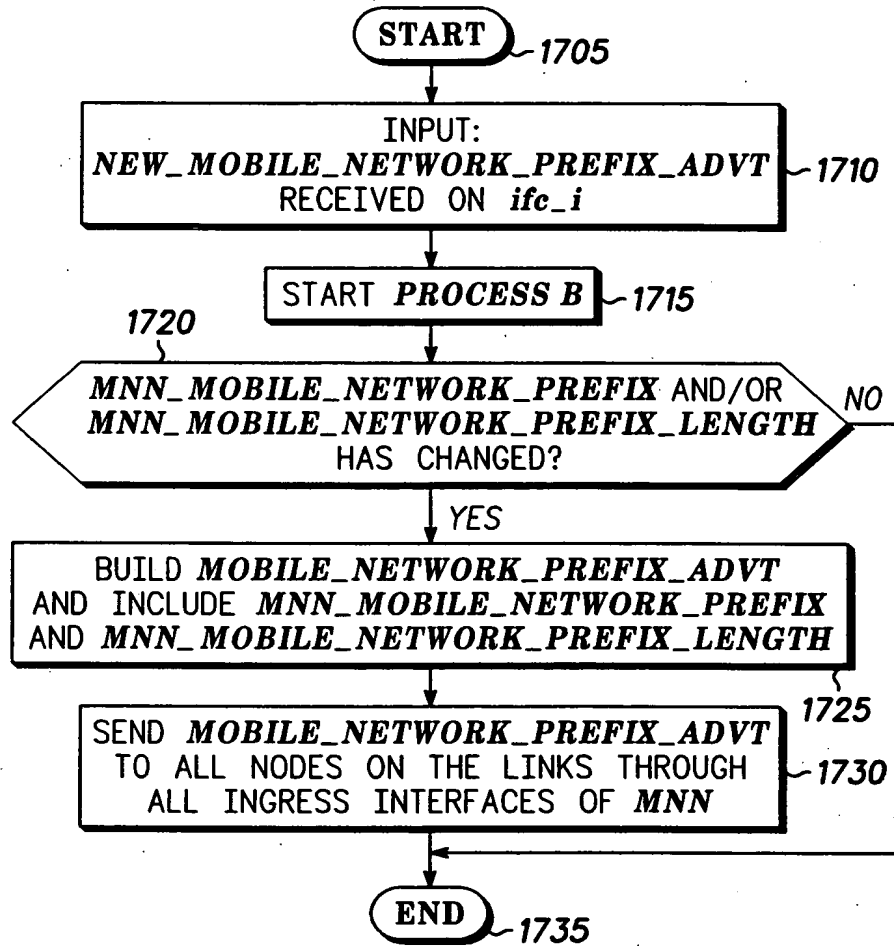 START
1705
INPUT:
NEW_MOBILE_NETWORK_PREFIX_ADVT
RECEIVED ON ifc_i
1710
START PROCESS B
1715
1720
MNN_MOBILE_NETWORK_PREFIX AND/OR
MNN_MOBILE_NETWORK_PREFIX_LENGTH
HAS CHANGED?
NO
YES
BUILD MOBILE_NETWORK_PREFIX_ADVT
AND INCLUDE MNN_MOBILE_NETWORK_PREFIX
AND MNN_MOBILE_NETWORK_PREFIX_LENGTH
1725
SEND MOBILE_NETWORK_PREFIX_ADVT
TO ALL NODES ON THE LINKS THROUGH
ALL INGRESS INTERFACES OF MNN
1730
END
1735